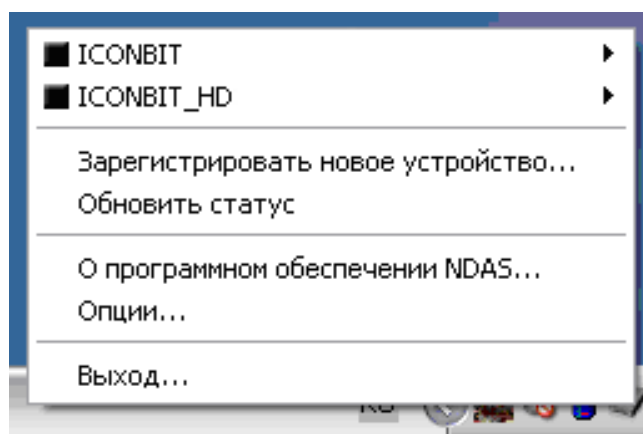 ICONBIT
ICONBIT_HD
Зарегистрировать новое устройство...
Обновить статус
О программном обеспечении NDAS...
Опции...
Выход...